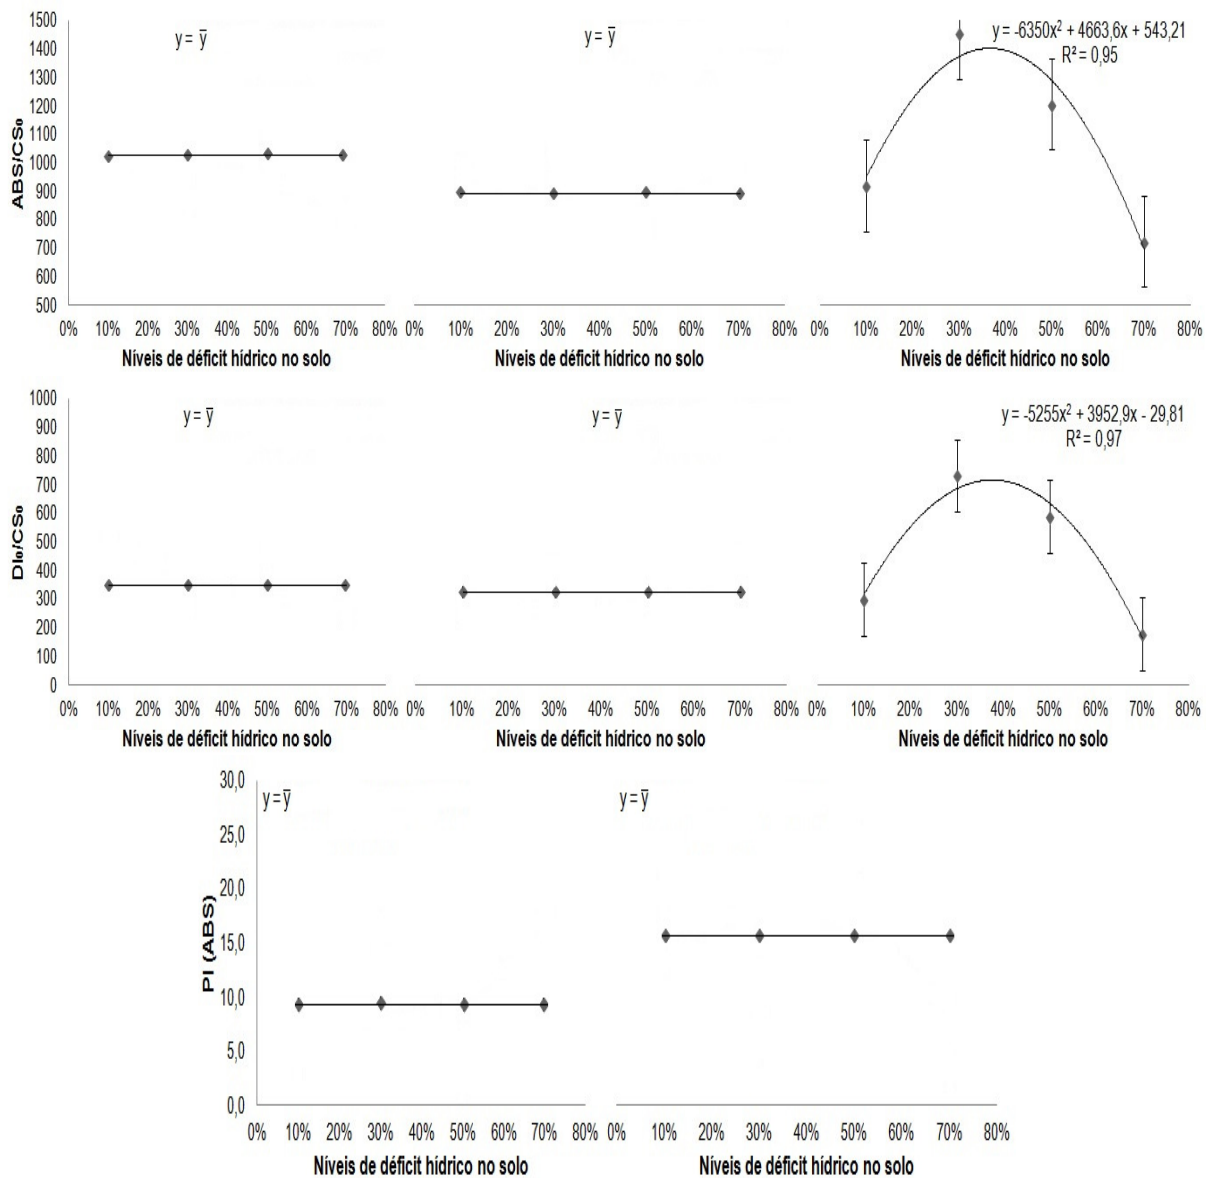 1500
1400
1300
1200
1100
1000
900
800
700
600
500
ABS/CS₀
y = ȳ
y = ȳ
y = -6350x² + 4663,6x + 543,21
R² = 0,95
0% 10% 20% 30% 40% 50% 60% 70% 80%
0% 10% 20% 30% 40% 50% 60% 70% 80%
0% 10% 20% 30% 40% 50% 60% 70% 80%
Níveis de déficit hídrico no solo
Níveis de déficit hídrico no solo
Níveis de déficit hídrico no solo
1000
900
800
700
600
500
400
300
200
100
0
DI₀/CS₀
y = ȳ
y = ȳ
y = -5255x² + 3952,9x - 29,81
R² = 0,97
0% 10% 20% 30% 40% 50% 60% 70% 80%
0% 10% 20% 30% 40% 50% 60% 70% 80%
0% 10% 20% 30% 40% 50% 60% 70% 80%
Níveis de déficit hídrico no solo
Níveis de déficit hídrico no solo
Níveis de déficit hídrico no solo
30,0
25,0
20,0
15,0
10,0
5,0
0,0
PI (ABS)
y = ȳ
y = ȳ
0% 10% 20% 30% 40% 50% 60% 70% 80%
0% 10% 20% 30% 40% 50% 60% 70% 80%
Níveis de déficit hídrico no solo
Níveis de déficit hídrico no solo